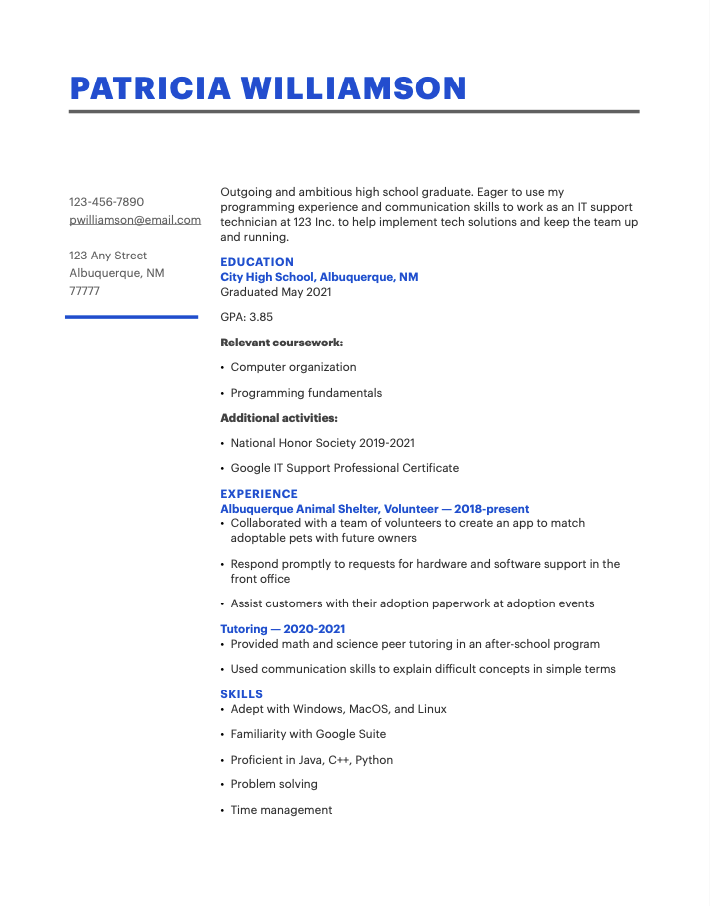 PATRICIA WILLIAMSON
123-456-7890
pwilliamson@email.com
123 Any Street
Albuquerque, NM
77777
Outgoing and ambitious high school graduate. Eager to use my
programming experience and communication skills to work as an IT support
technician at 123 Inc. to help implement tech solutions and keep the team up
and running.
EDUCATION
City High School, Albuquerque, NM
Graduated May 2021
GPA: 3.85
Relevant coursework:
• Computer organization
• Programming fundamentals
Additional activities:
• National Honor Society 2019-2021
• Google IT Support Professional Certificate
EXPERIENCE
Albuquerque Animal Shelter, Volunteer — 2018-present
• Collaborated with a team of volunteers to create an app to match
adoptable pets with future owners
• Respond promptly to requests for hardware and software support in the
front office
• Assist customers with their adoption paperwork at adoption events
Tutoring — 2020-2021
• Provided math and science peer tutoring in an after-school program
• Used communication skills to explain difficult concepts in simple terms
SKILLS
• Adept with Windows, MacOS, and Linux
• Familiarity with Google Suite
• Proficient in Java, C++, Python
• Problem solving
• Time management